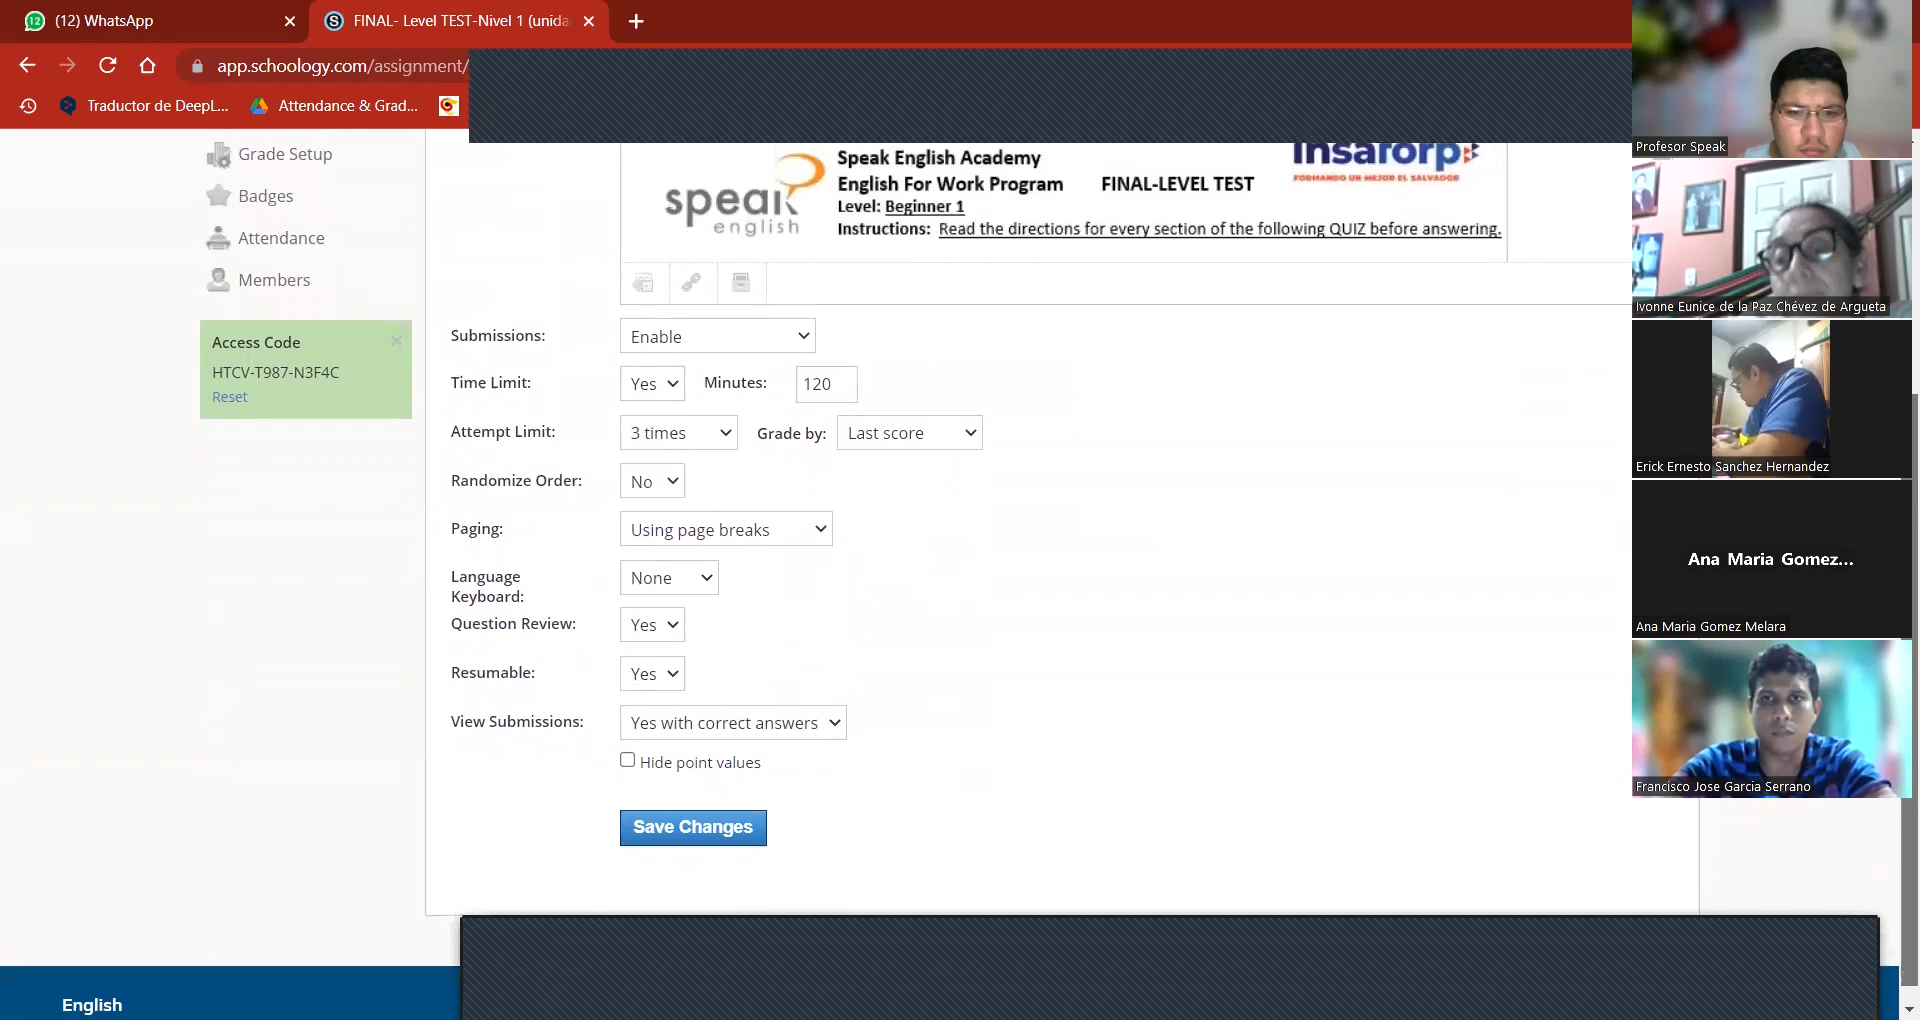 (12) WhatsApp
FINAL- Level TEST-Nivel 1 (unida
app.schoology.com/assignment/
Traductor de DeepL...
Attendance & Grad...
Grade Setup
Badges
Attendance
Members
Access Code
HTCV-T987-N3F4C
Reset
speak
english
Speak English Academy
English For Work Program
FINAL-LEVEL TEST
Level: Beginner 1
Instructions: Read the directions for every section of the following QUIZ before answering.
insaforp
FORMANDO UN MEJOR EL SALVADOR
Submissions: Enable
Time Limit: Yes Minutes: 120
Attempt Limit: 3 times Grade by: Last score
Randomize Order: No
Paging: Using page breaks
Language
Keyboard: None
Question Review: Yes
Resumable: Yes
View Submissions: Yes with correct answers
Hide point values
Save Changes
English
Profesor Speak
Ivonne Eunice de la Paz Chévez de Argueta
Erick Ernesto Sanchez Hernandez
Ana Maria Gomez...
Ana Maria Gomez Melara
Francisco Jose Garcia Serrano